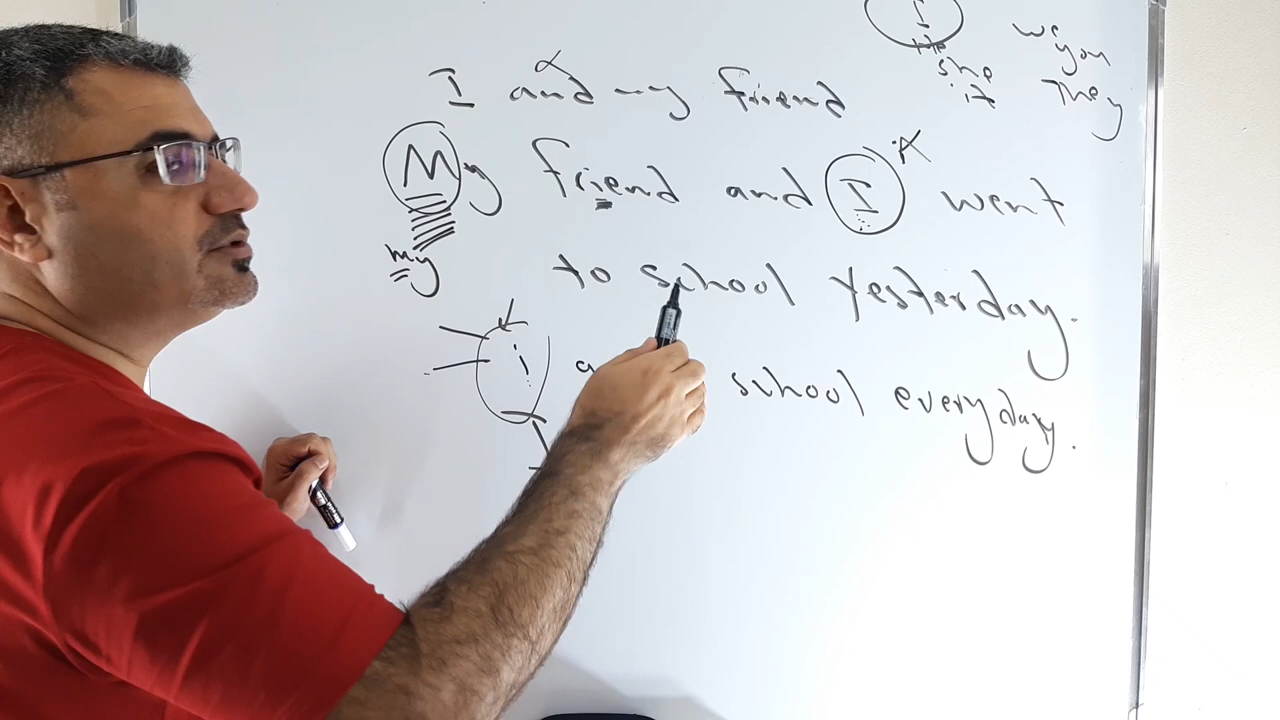 I
we
he
you
she
it
They
I and my friend
My friend and I went
my
to school yesterday.
i school everyday.